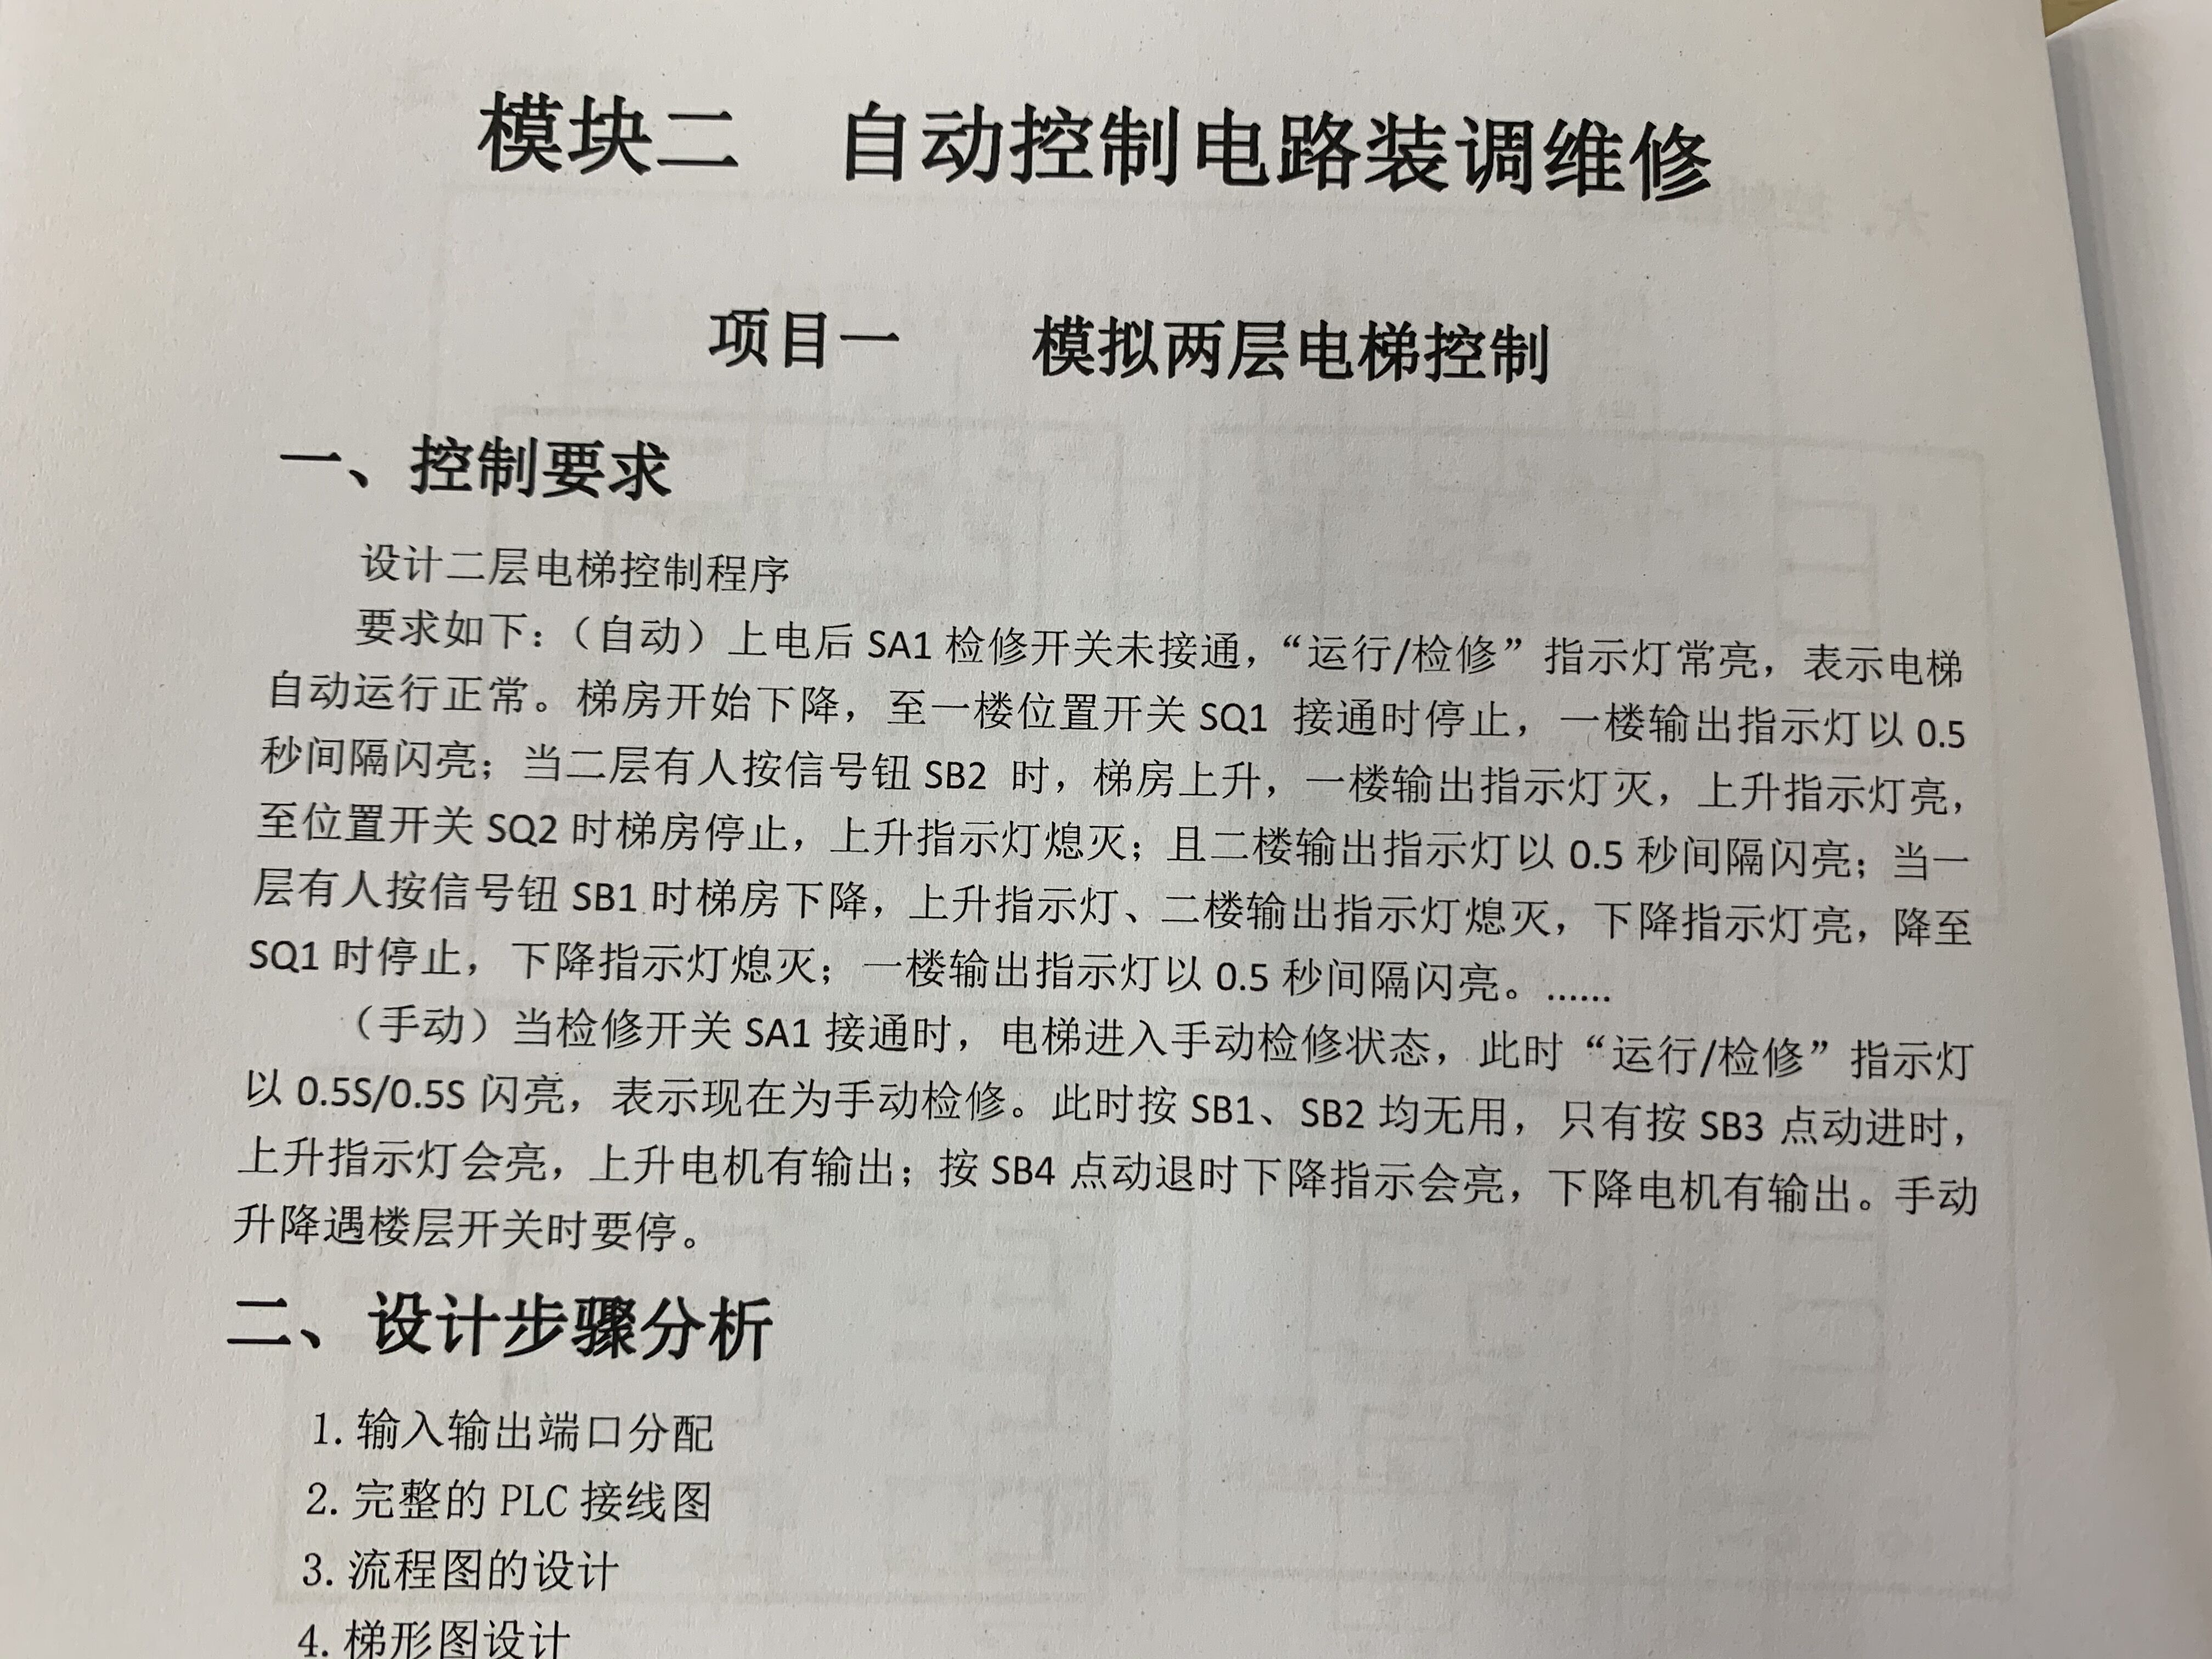 模块二　自动控制电路装调维修
项目一　模拟两层电梯控制
一、控制要求
设计二层电梯控制程序
要求如下：（自动）上电后 SA1 检修开关未接通，“运行/检修”指示灯常亮，表示电梯
自动运行正常。梯房开始下降，至一楼位置开关 SQ1 接通时停止，一楼输出指示灯以 0.5
秒间隔闪亮；当二层有人按信号钮 SB2 时，梯房上升，一楼输出指示灯灭，上升指示灯亮，
至位置开关 SQ2 时梯房停止，上升指示灯熄灭；且二楼输出指示灯以 0.5 秒间隔闪亮；当一
层有人按信号钮 SB1 时梯房下降，上升指示灯、二楼输出指示灯熄灭，下降指示灯亮，降至
SQ1 时停止，下降指示灯熄灭；一楼输出指示灯以 0.5 秒间隔闪亮。……
（手动）当检修开关 SA1 接通时，电梯进入手动检修状态，此时“运行/检修”指示灯
以 0.5S/0.5S 闪亮，表示现在为手动检修。此时按 SB1、SB2 均无用，只有按 SB3 点动进时，
上升指示灯会亮，上升电机有输出；按 SB4 点动退时下降指示会亮，下降电机有输出。手动
升降遇楼层开关时要停。
二、设计步骤分析
1. 输入输出端口分配
2. 完整的 PLC 接线图
3. 流程图的设计
4. 梯形图设计